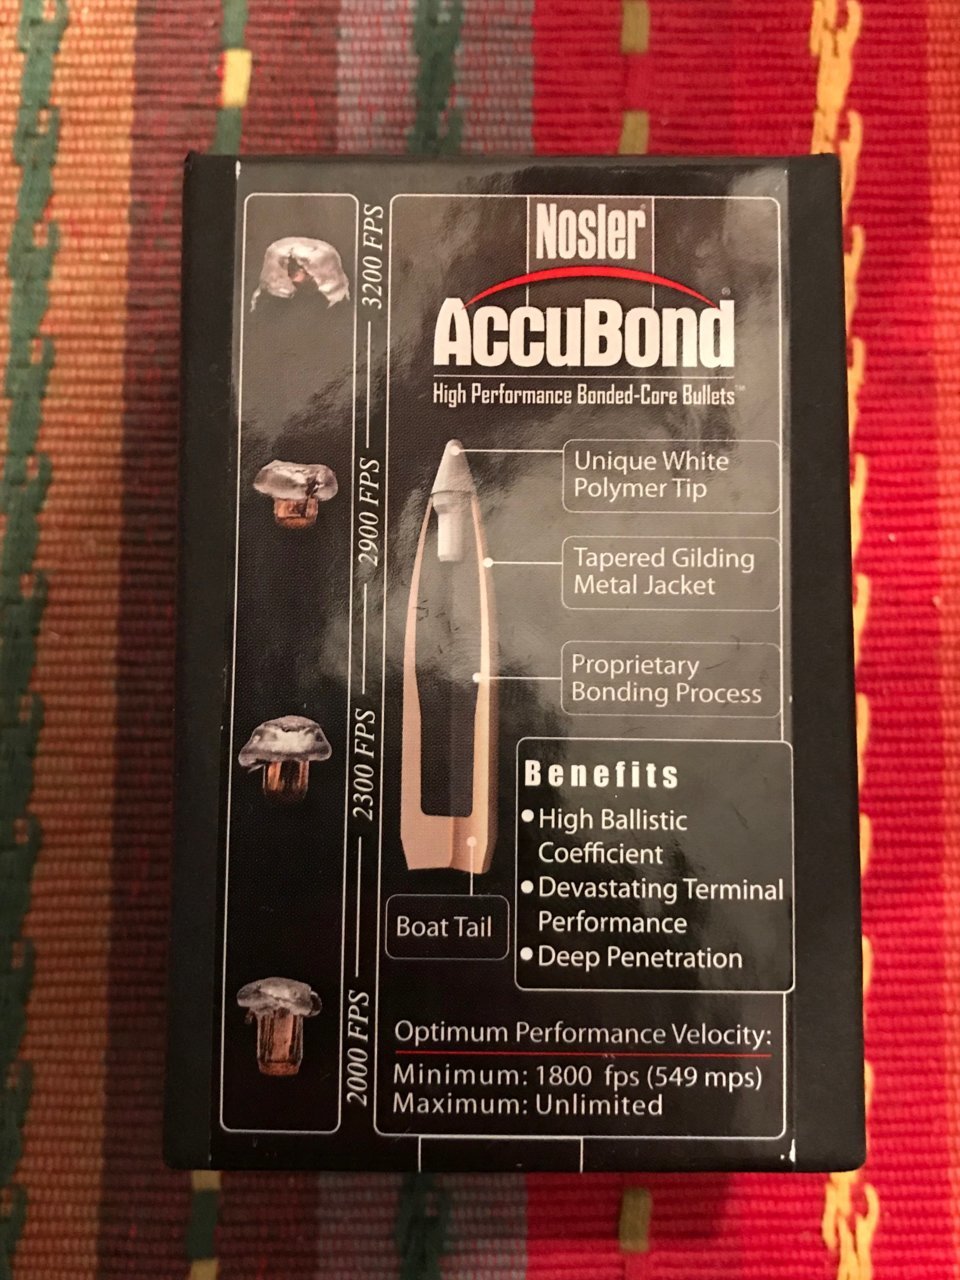 Nosler®
AccuBond®
High Performance Bonded-Core Bullets™
3200 FPS
2900 FPS
2300 FPS
2000 FPS
Unique White
Polymer Tip
Tapered Gilding
Metal Jacket
Proprietary
Bonding Process
Boat Tail
Benefits
• High Ballistic
Coefficient
• Devastating Terminal
Performance
• Deep Penetration
Optimum Performance Velocity:
Minimum: 1800 fps (549 mps)
Maximum: Unlimited